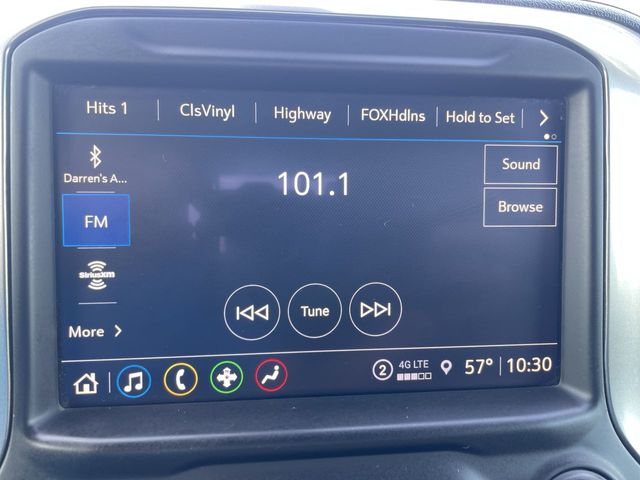 Hits 1 ClsVinyl Highway FOXHdlns Hold to Set
Darren's A...
101.1
Sound
FM
Browse
SiriusXM
Tune
More
2 4G LTE 57° 10:30